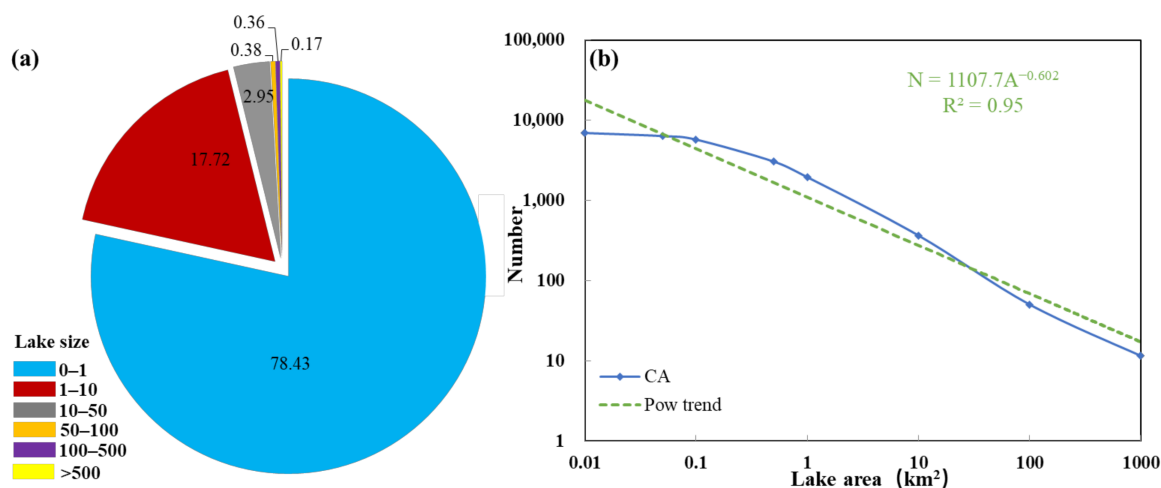 (a)
0.36
0.38
0.17
2.95
17.72
78.43
Lake size
0–1
1–10
10–50
50–100
100–500
>500
(b)
100,000
10,000
1,000
100
10
1
Number
N = 1107.7A⁻⁰·⁶⁰²
R² = 0.95
CA
Pow trend
0.01 0.1 1 10 100 1000
Lake area（km²）